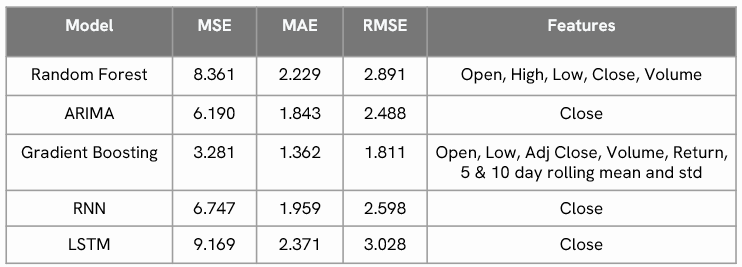 Model MSE MAE RMSE Features
Random Forest 8.361 2.229 2.891 Open, High, Low, Close, Volume
ARIMA 6.190 1.843 2.488 Close
Gradient Boosting 3.281 1.362 1.811 Open, Low, Adj Close, Volume, Return,
5 & 10 day rolling mean and std
RNN 6.747 1.959 2.598 Close
LSTM 9.169 2.371 3.028 Close